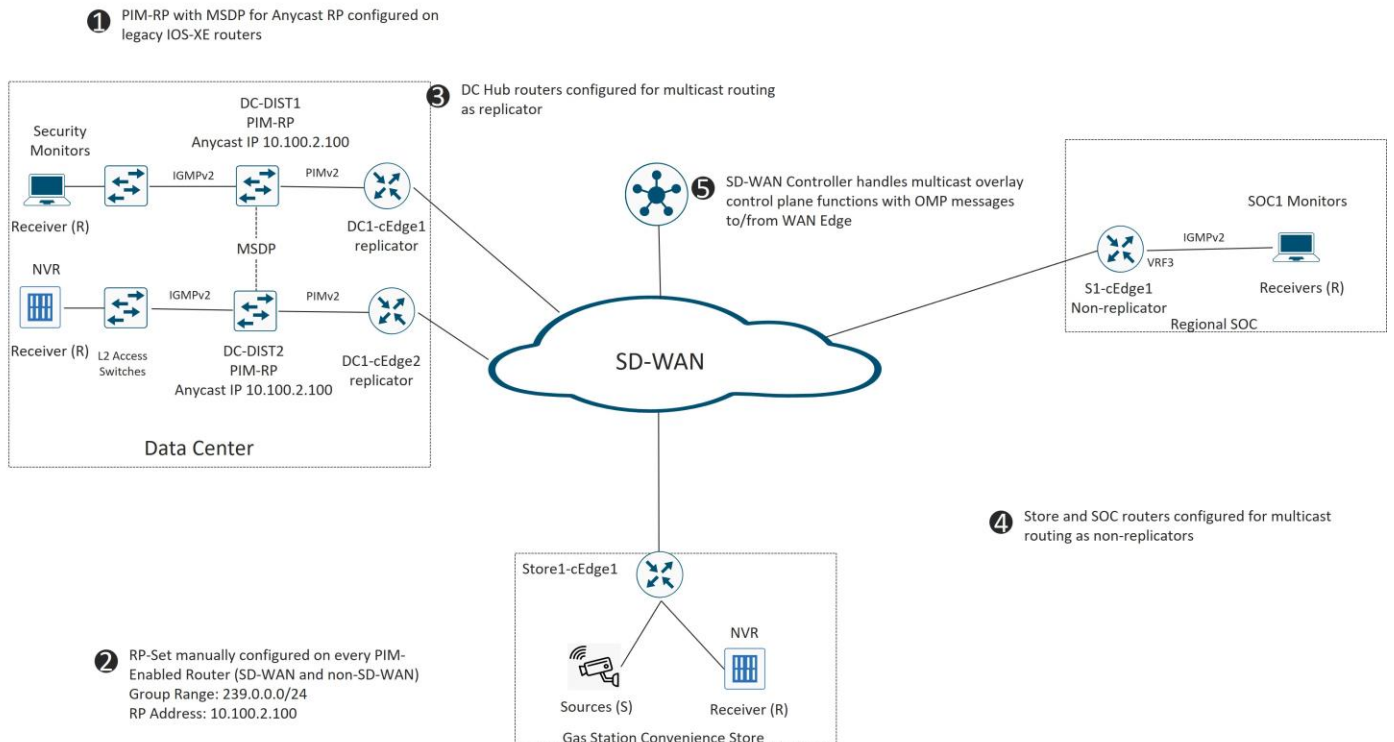 1 PIM-RP with MSDP for Anycast RP configured on
legacy IOS-XE routers
3 DC Hub routers configured for multicast routing
as replicator
DC-DIST1
PIM-RP
Anycast IP 10.100.2.100
Security
Monitors
IGMPv2
PIMv2
Receiver (R)
DC1-cEdge1
replicator
MSDP
NVR
IGMPv2
PIMv2
Receiver (R)
L2 Access
Switches
DC-DIST2
PIM-RP
Anycast IP 10.100.2.100
DC1-cEdge2
replicator
Data Center
5 SD-WAN Controller handles multicast overlay
control plane functions with OMP messages
to/from WAN Edge
SD-WAN
SOC1 Monitors
IGMPv2
VRF3
S1-cEdge1
Non-replicator
Receivers (R)
Regional SOC
4 Store and SOC routers configured for multicast
routing as non-replicators
Store1-cEdge1
NVR
Sources (S)
Receiver (R)
Gas Station Convenience Store
2 RP-Set manually configured on every PIM-
Enabled Router (SD-WAN and non-SD-WAN)
Group Range: 239.0.0.0/24
RP Address: 10.100.2.100